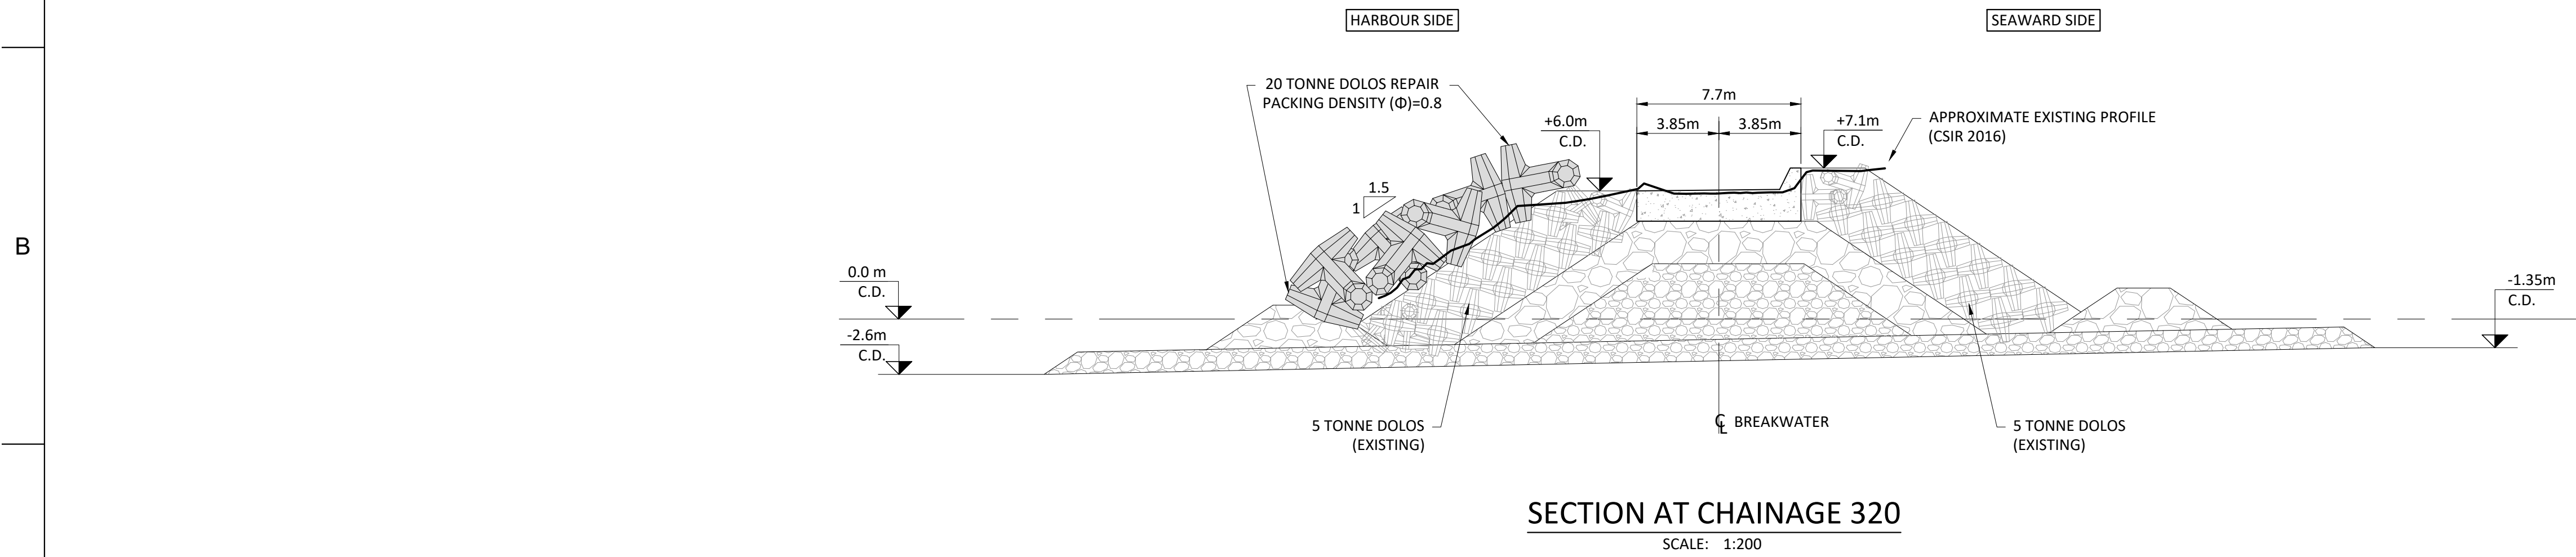 HARBOUR SIDE
SEAWARD SIDE
20 TONNE DOLOS REPAIR
PACKING DENSITY (Φ)=0.8
7.7m
3.85m
3.85m
+6.0m
C.D.
+7.1m
C.D.
APPROXIMATE EXISTING PROFILE
(CSIR 2016)
1.5
1
B
0.0 m
C.D.
-2.6m
C.D.
-1.35m
C.D.
5 TONNE DOLOS
(EXISTING)
CL BREAKWATER
5 TONNE DOLOS
(EXISTING)
SECTION AT CHAINAGE 320
SCALE: 1:200